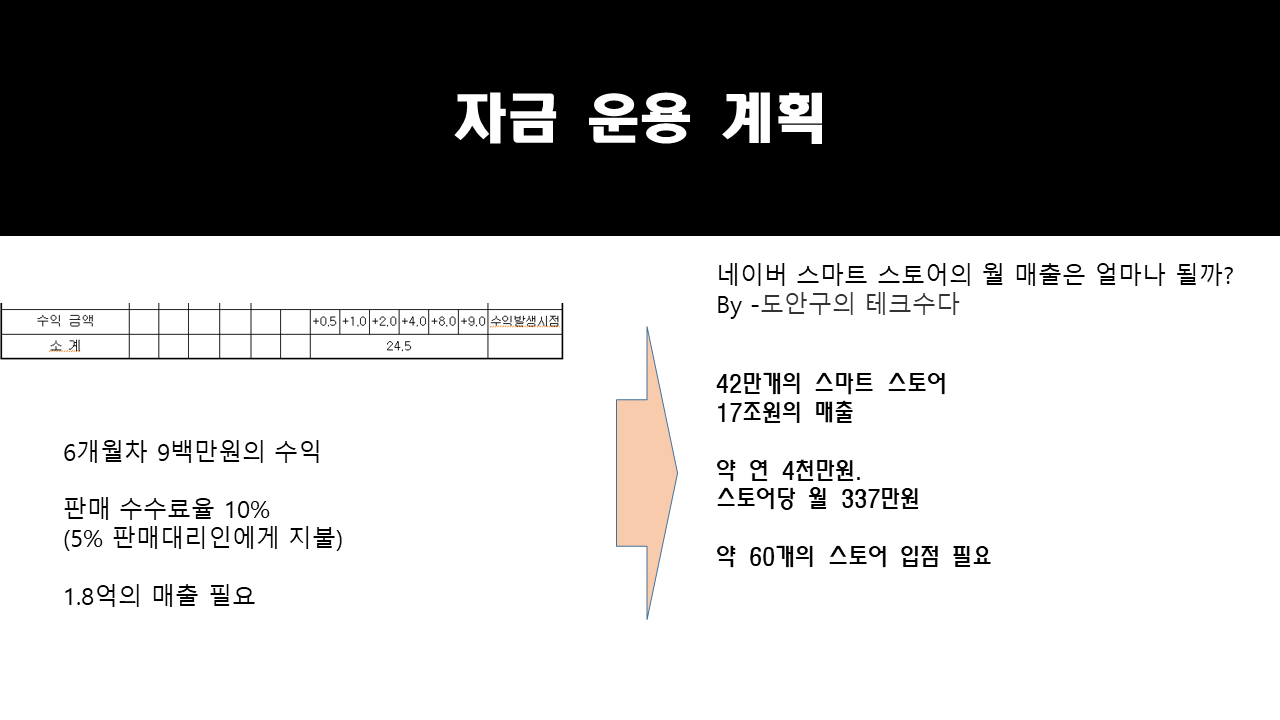 자금 운용 계획
수익 금액 +0.5 +1.0 +2.0 +4.0 +8.0 +9.0 수익발생시점
소 계 24.5
6개월차 9백만원의 수익
판매 수수료율 10%
(5% 판매대리인에게 지불)
1.8억의 매출 필요
네이버 스마트 스토어의 월 매출은 얼마나 될까?
By -도안구의 테크수다
42만개의 스마트 스토어
17조원의 매출
약 연 4천만원.
스토어당 월 337만원
약 60개의 스토어 입점 필요